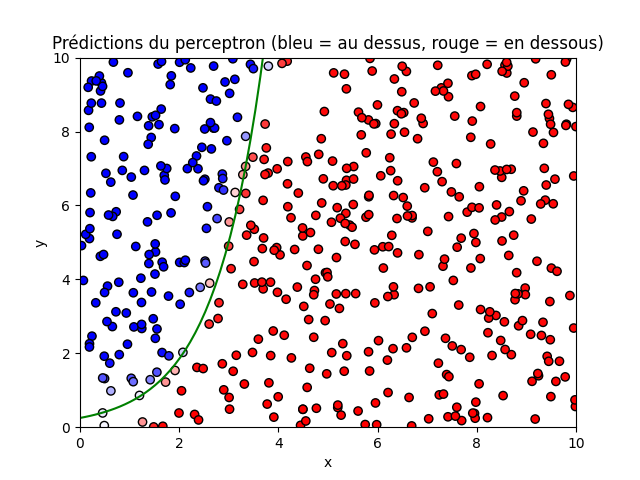 Prédictions du perceptron (bleu = au dessus, rouge = en dessous)
10
8
6
4
2
0
y
0 2 4 6 8 10
x